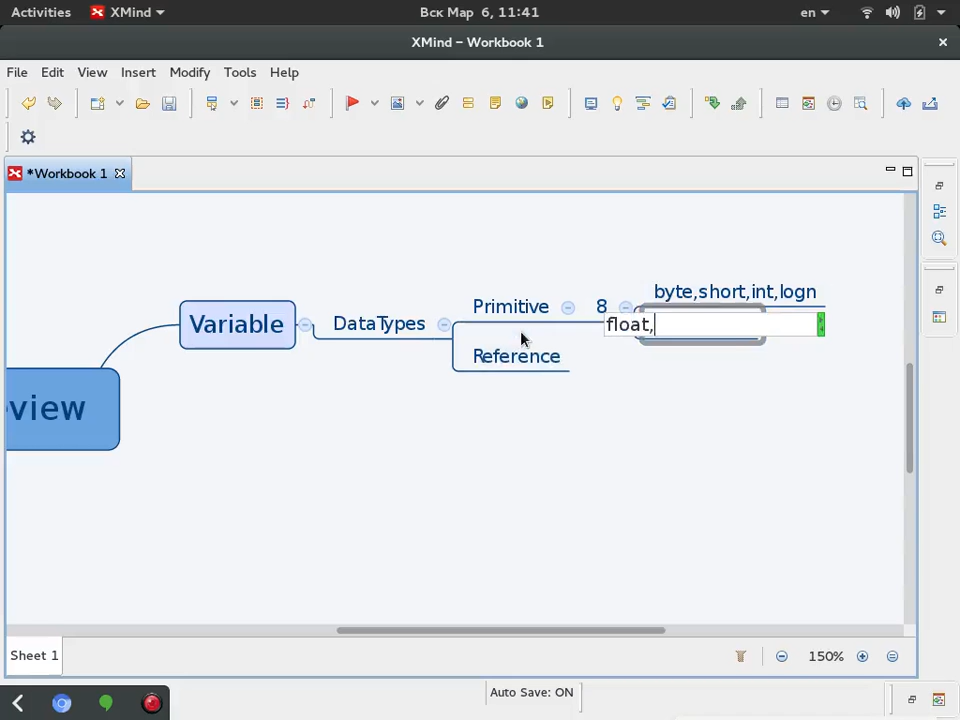 Activities XMind Вск Мар 6, 11:41 en
XMind – Workbook 1
File Edit View Insert Modify Tools Help
*Workbook 1
byte,short,int,logn
Primitive 8
Variable DataTypes float,
Reference
view
Sheet 1 150%
Auto Save: ON